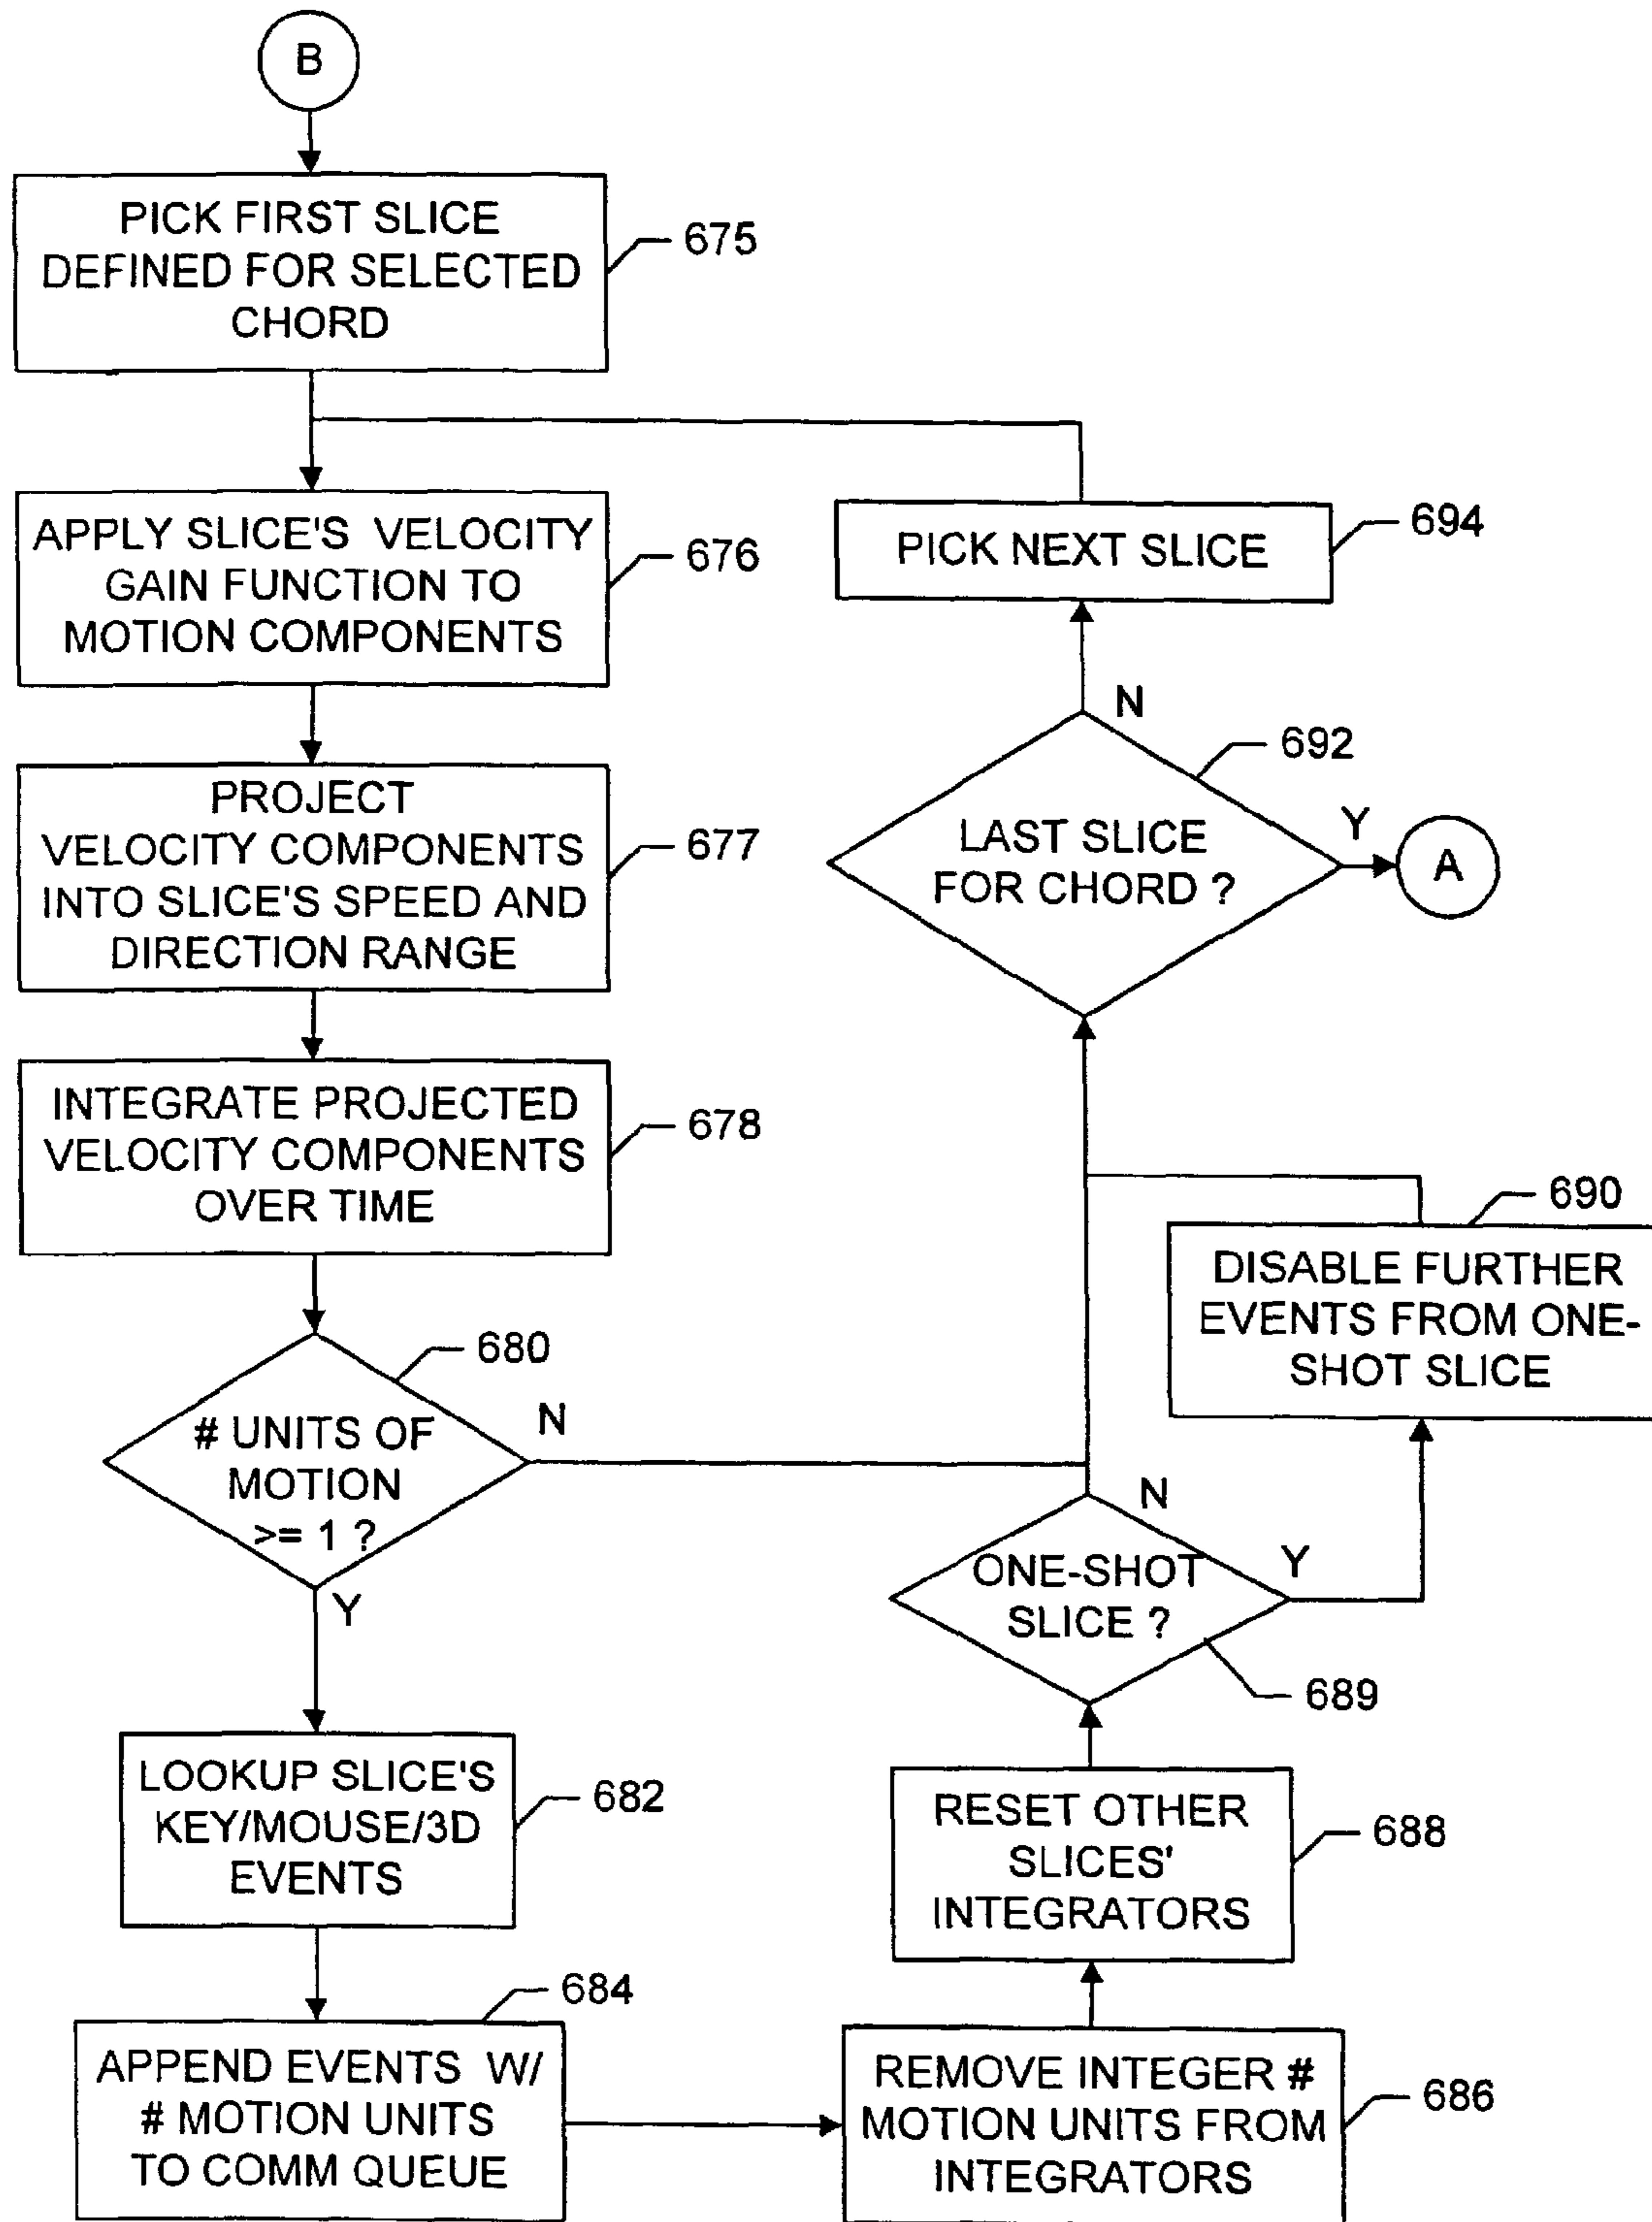 B
PICK FIRST SLICE
DEFINED FOR SELECTED
CHORD
675
APPLY SLICE'S VELOCITY
GAIN FUNCTION TO
MOTION COMPONENTS
676
PROJECT
VELOCITY COMPONENTS
INTO SLICE'S SPEED AND
DIRECTION RANGE
677
INTEGRATE PROJECTED
VELOCITY COMPONENTS
OVER TIME
678
# UNITS OF
MOTION
>= 1 ?
680
N
Y
LOOKUP SLICE'S
KEY/MOUSE/3D
EVENTS
682
APPEND EVENTS W/
# MOTION UNITS
TO COMM QUEUE
684
REMOVE INTEGER #
MOTION UNITS FROM
INTEGRATORS
686
RESET OTHER
SLICES'
INTEGRATORS
688
ONE-SHOT
SLICE ?
689
N
Y
DISABLE FURTHER
EVENTS FROM ONE-
SHOT SLICE
690
LAST SLICE
FOR CHORD ?
692
N
Y
A
PICK NEXT SLICE
694